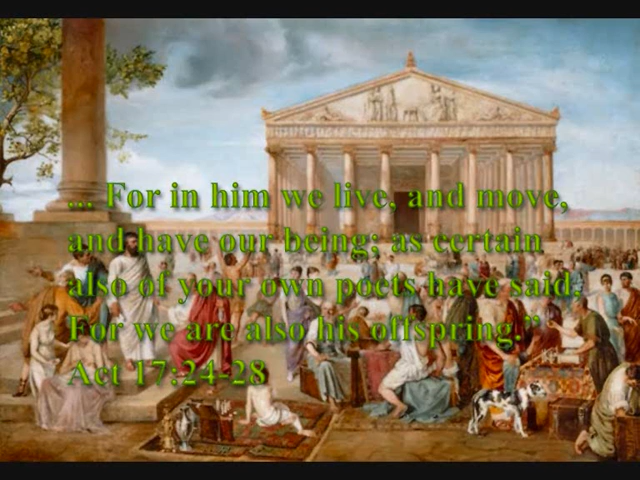 ... For in him we live, and move,
and have our being; as certain
also of your own poets have said,
For we are also his offspring.”
Act 17:24-28